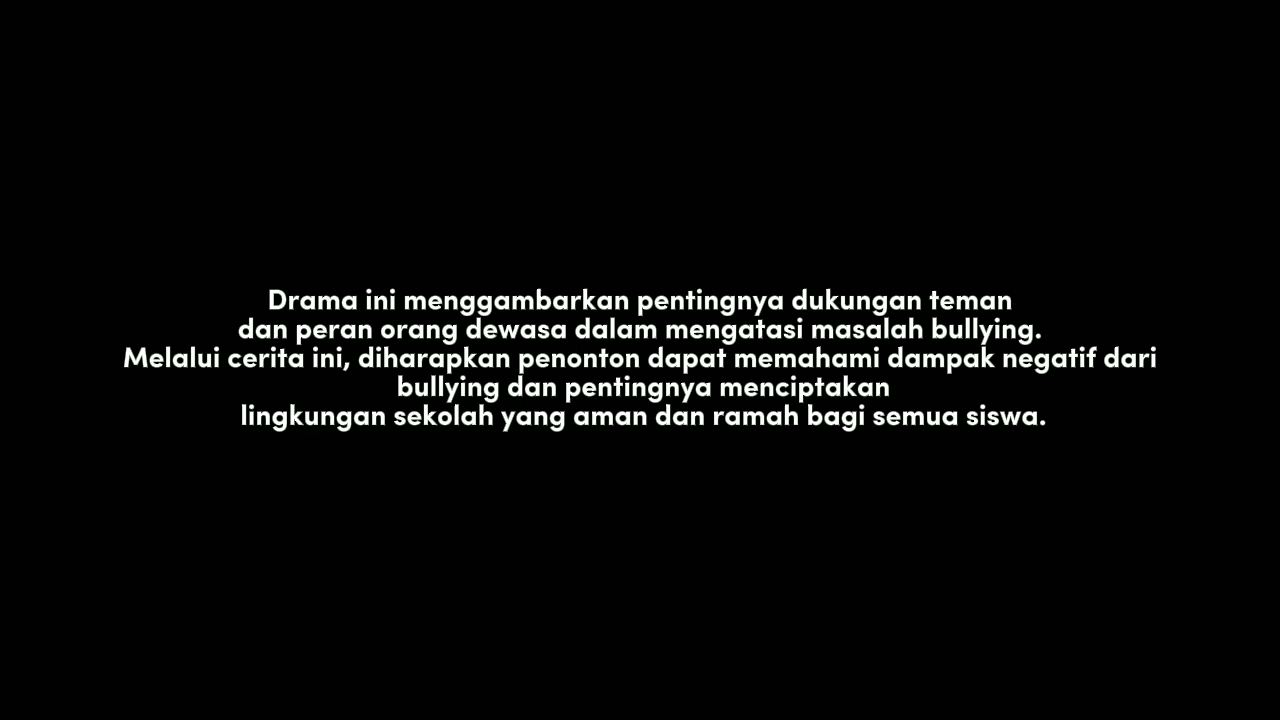 Drama ini menggambarkan pentingnya dukungan teman
dan peran orang dewasa dalam mengatasi masalah bullying.
Melalui cerita ini, diharapkan penonton dapat memahami dampak negatif dari
bullying dan pentingnya menciptakan
lingkungan sekolah yang aman dan ramah bagi semua siswa.